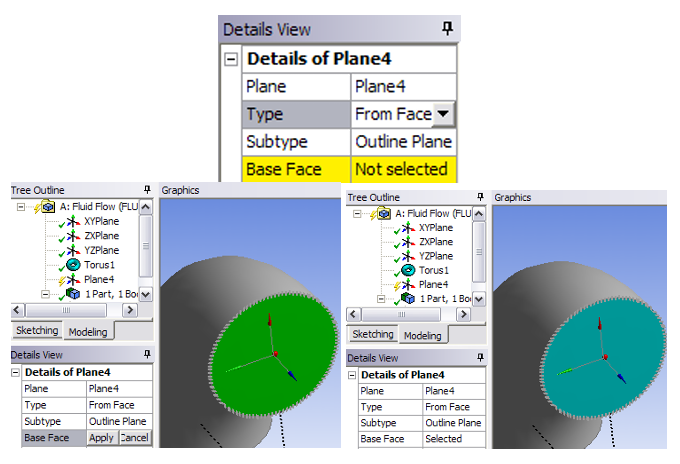 Details View
Details of Plane4
Plane Plane4
Type From Face
Subtype Outline Plane
Base Face Not selected
Tree Outline
A: Fluid Flow (FLU
XYPlane
ZXPlane
YZPlane
Torus1
Plane4
1 Part, 1 Bo
Sketching Modeling
Details View
Details of Plane4
Plane Plane4
Type From Face
Subtype Outline Plane
Base Face Apply Cancel
Graphics
Tree Outline
A: Fluid Flow (FLU
XYPlane
ZXPlane
YZPlane
Torus1
Plane4
1 Part, 1 Bo
Sketching Modeling
Details View
Details of Plane4
Plane Plane4
Type From Face
Subtype Outline Plane
Base Face Selected
Graphics